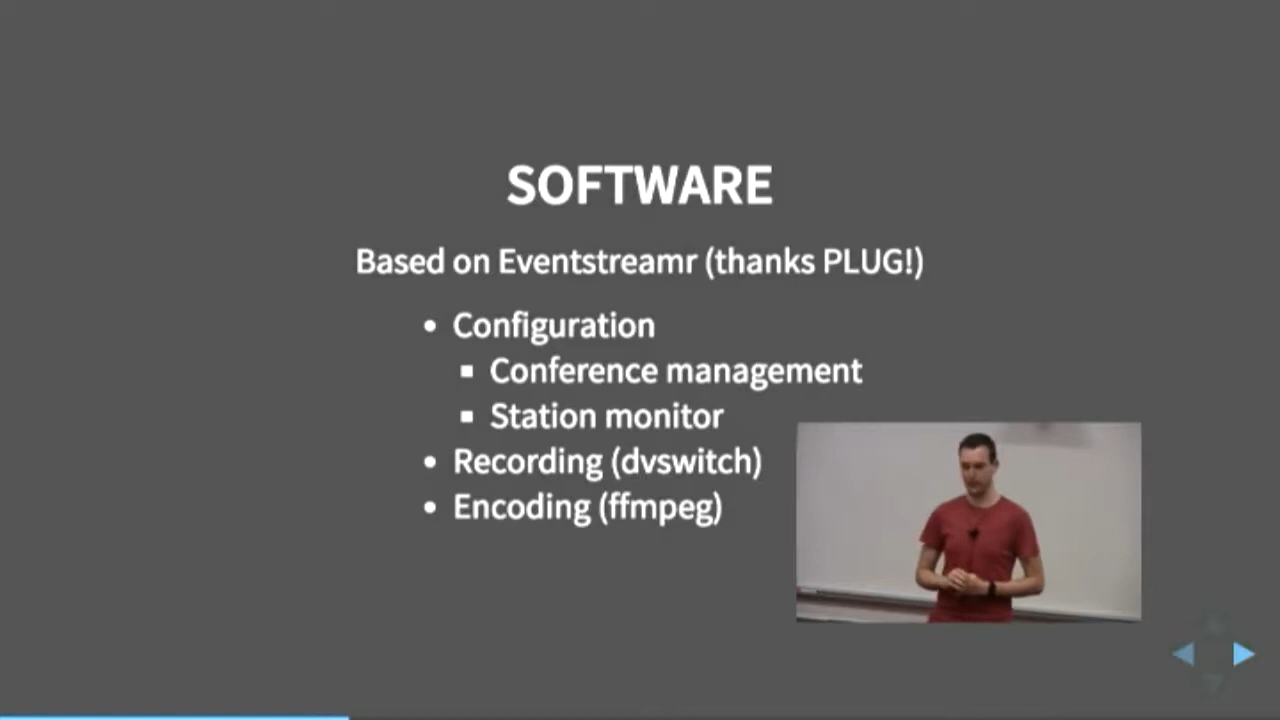 SOFTWARE
Based on Eventstreamr (thanks PLUG!)
Configuration
Conference management
Station monitor
Recording (dvswitch)
Encoding (ffmpeg)